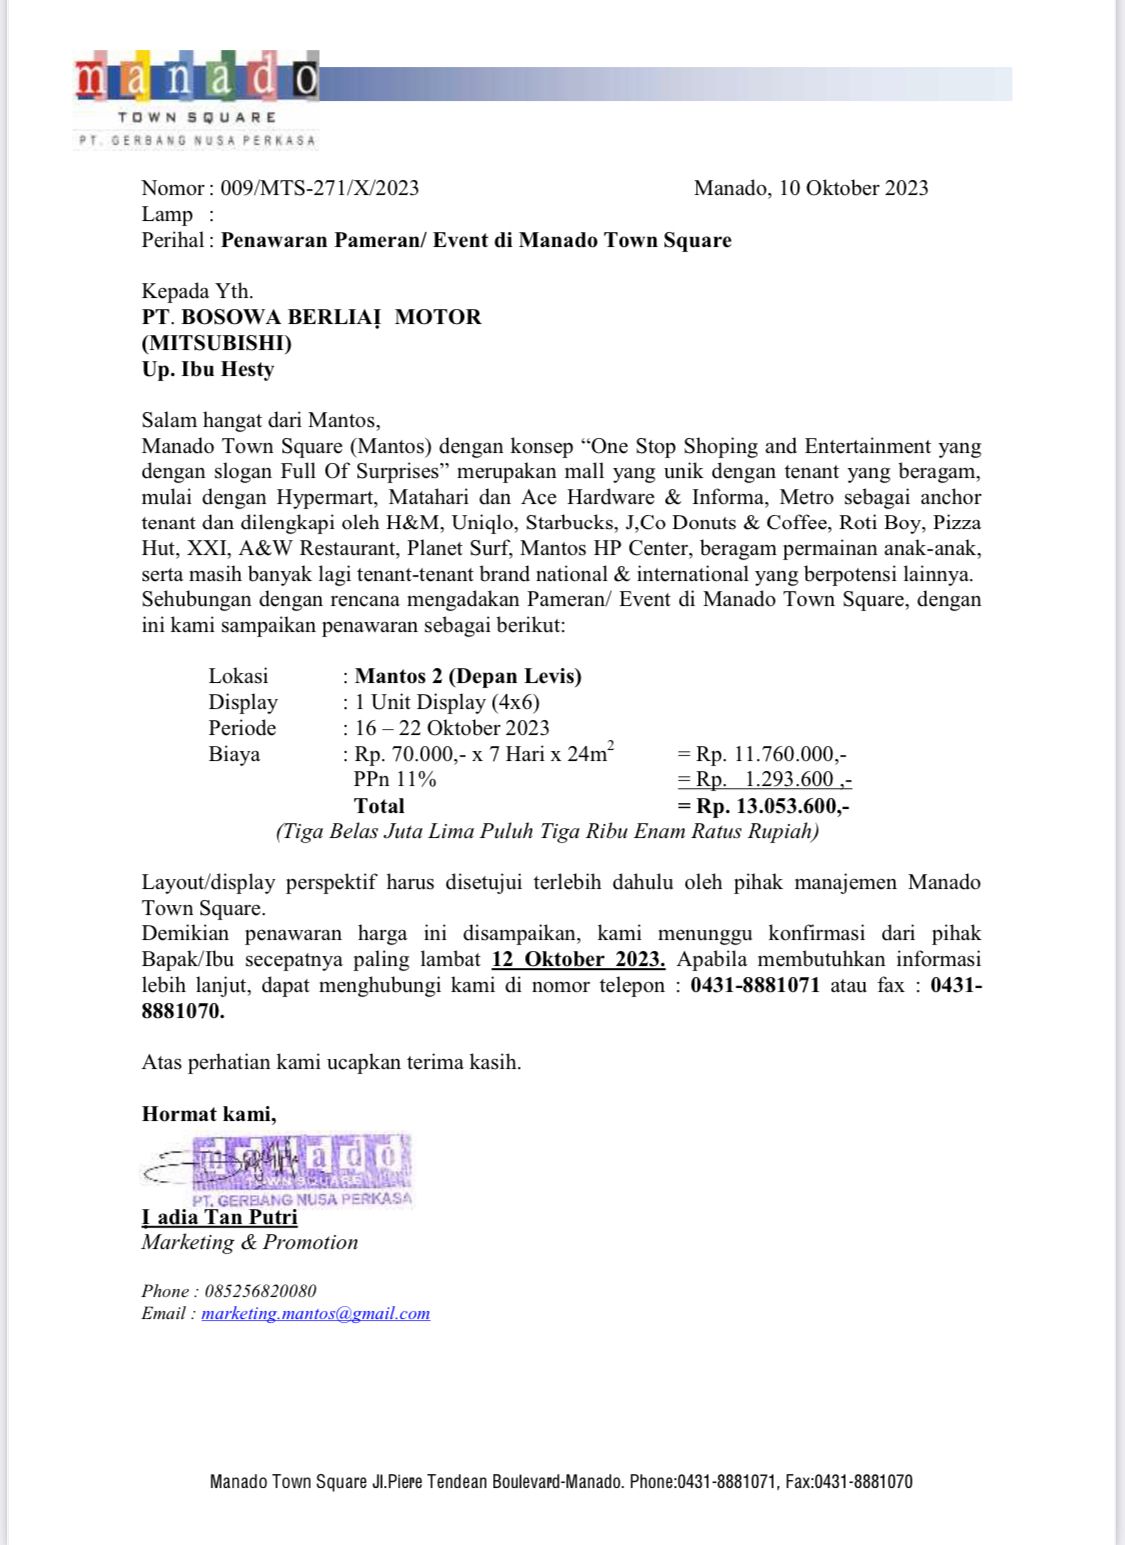 manado
TOWN SQUARE
PT. GERBANG NUSA PERKASA
Nomor : 009/MTS-271/X/2023 Manado, 10 Oktober 2023
Lamp :
Perihal : Penawaran Pameran/ Event di Manado Town Square
Kepada Yth.
PT. BOSOWA BERLIAỊ MOTOR
(MITSUBISHI)
Up. Ibu Hesty
Salam hangat dari Mantos,
Manado Town Square (Mantos) dengan konsep “One Stop Shoping and Entertainment yang
dengan slogan Full Of Surprises” merupakan mall yang unik dengan tenant yang beragam,
mulai dengan Hypermart, Matahari dan Ace Hardware & Informa, Metro sebagai anchor
tenant dan dilengkapi oleh H&M, Uniqlo, Starbucks, J,Co Donuts & Coffee, Roti Boy, Pizza
Hut, XXI, A&W Restaurant, Planet Surf, Mantos HP Center, beragam permainan anak-anak,
serta masih banyak lagi tenant-tenant brand national & international yang berpotensi lainnya.
Sehubungan dengan rencana mengadakan Pameran/ Event di Manado Town Square, dengan
ini kami sampaikan penawaran sebagai berikut:
Lokasi : Mantos 2 (Depan Levis)
Display : 1 Unit Display (4x6)
Periode : 16 – 22 Oktober 2023
Biaya : Rp. 70.000,- x 7 Hari x 24m² = Rp. 11.760.000,-
PPn 11% = Rp. 1.293.600 ,-
Total = Rp. 13.053.600,-
(Tiga Belas Juta Lima Puluh Tiga Ribu Enam Ratus Rupiah)
Layout/display perspektif harus disetujui terlebih dahulu oleh pihak manajemen Manado
Town Square.
Demikian penawaran harga ini disampaikan, kami menunggu konfirmasi dari pihak
Bapak/Ibu secepatnya paling lambat 12 Oktober 2023. Apabila membutuhkan informasi
lebih lanjut, dapat menghubungi kami di nomor telepon : 0431-8881071 atau fax : 0431-
8881070.
Atas perhatian kami ucapkan terima kasih.
Hormat kami,
manado
TOWN SQUARE
PT. GERBANG NUSA PERKASA
Ị adia Tan Putri
Marketing & Promotion
Phone : 085256820080
Email : marketing.mantos@gmail.com
Manado Town Square Jl.Piere Tendean Boulevard-Manado. Phone:0431-8881071, Fax:0431-8881070